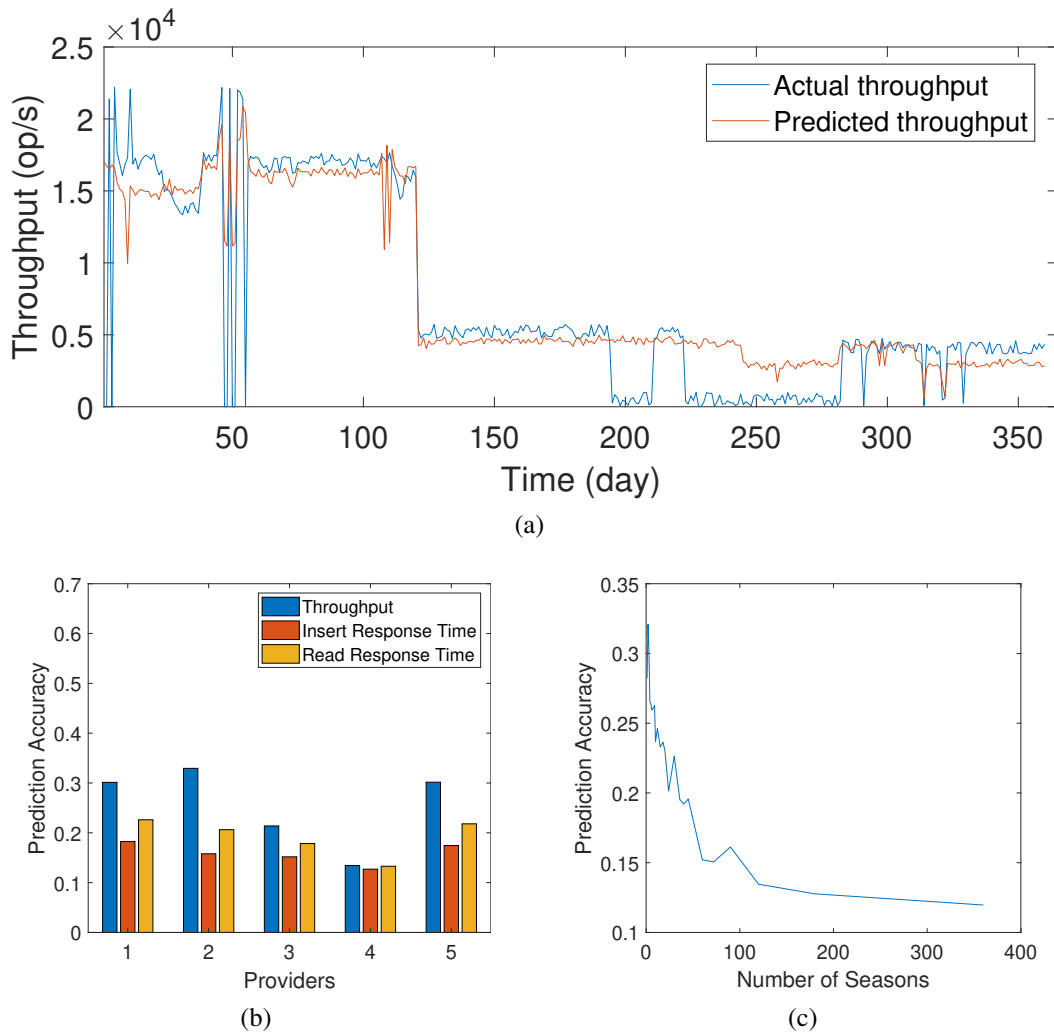 ×10⁴
2.5
2
1.5
1
0.5
0
Throughput (op/s)
Actual throughput
Predicted throughput
50 100 150 200 250 300 350
Time (day)
(a)
0.7
0.6
0.5
0.4
0.3
0.2
0.1
0
Prediction Accuracy
Throughput
Insert Response Time
Read Response Time
1 2 3 4 5
Providers
(b)
0.35
0.3
0.25
0.2
0.15
0.1
Prediction Accuracy
0 100 200 300 400
Number of Seasons
(c)